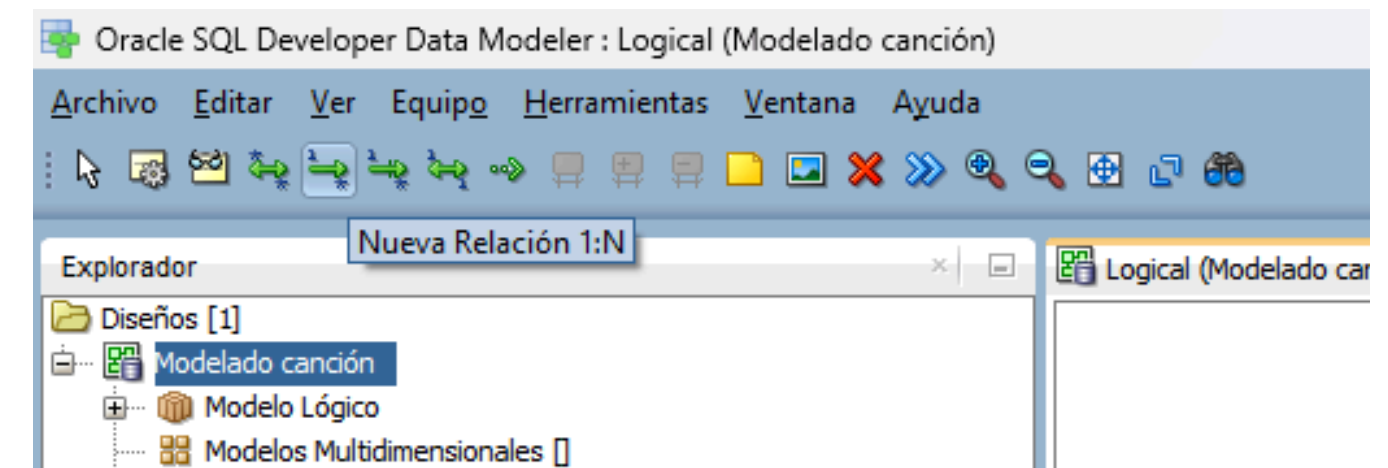 Oracle SQL Developer Data Modeler : Logical (Modelado canción)
Archivo Editar Ver Equipo Herramientas Ventana Ayuda
Nueva Relación 1:N
Explorador
Logical (Modelado car
Diseños [1]
Modelado canción
Modelo Lógico
Modelos Multidimensionales []